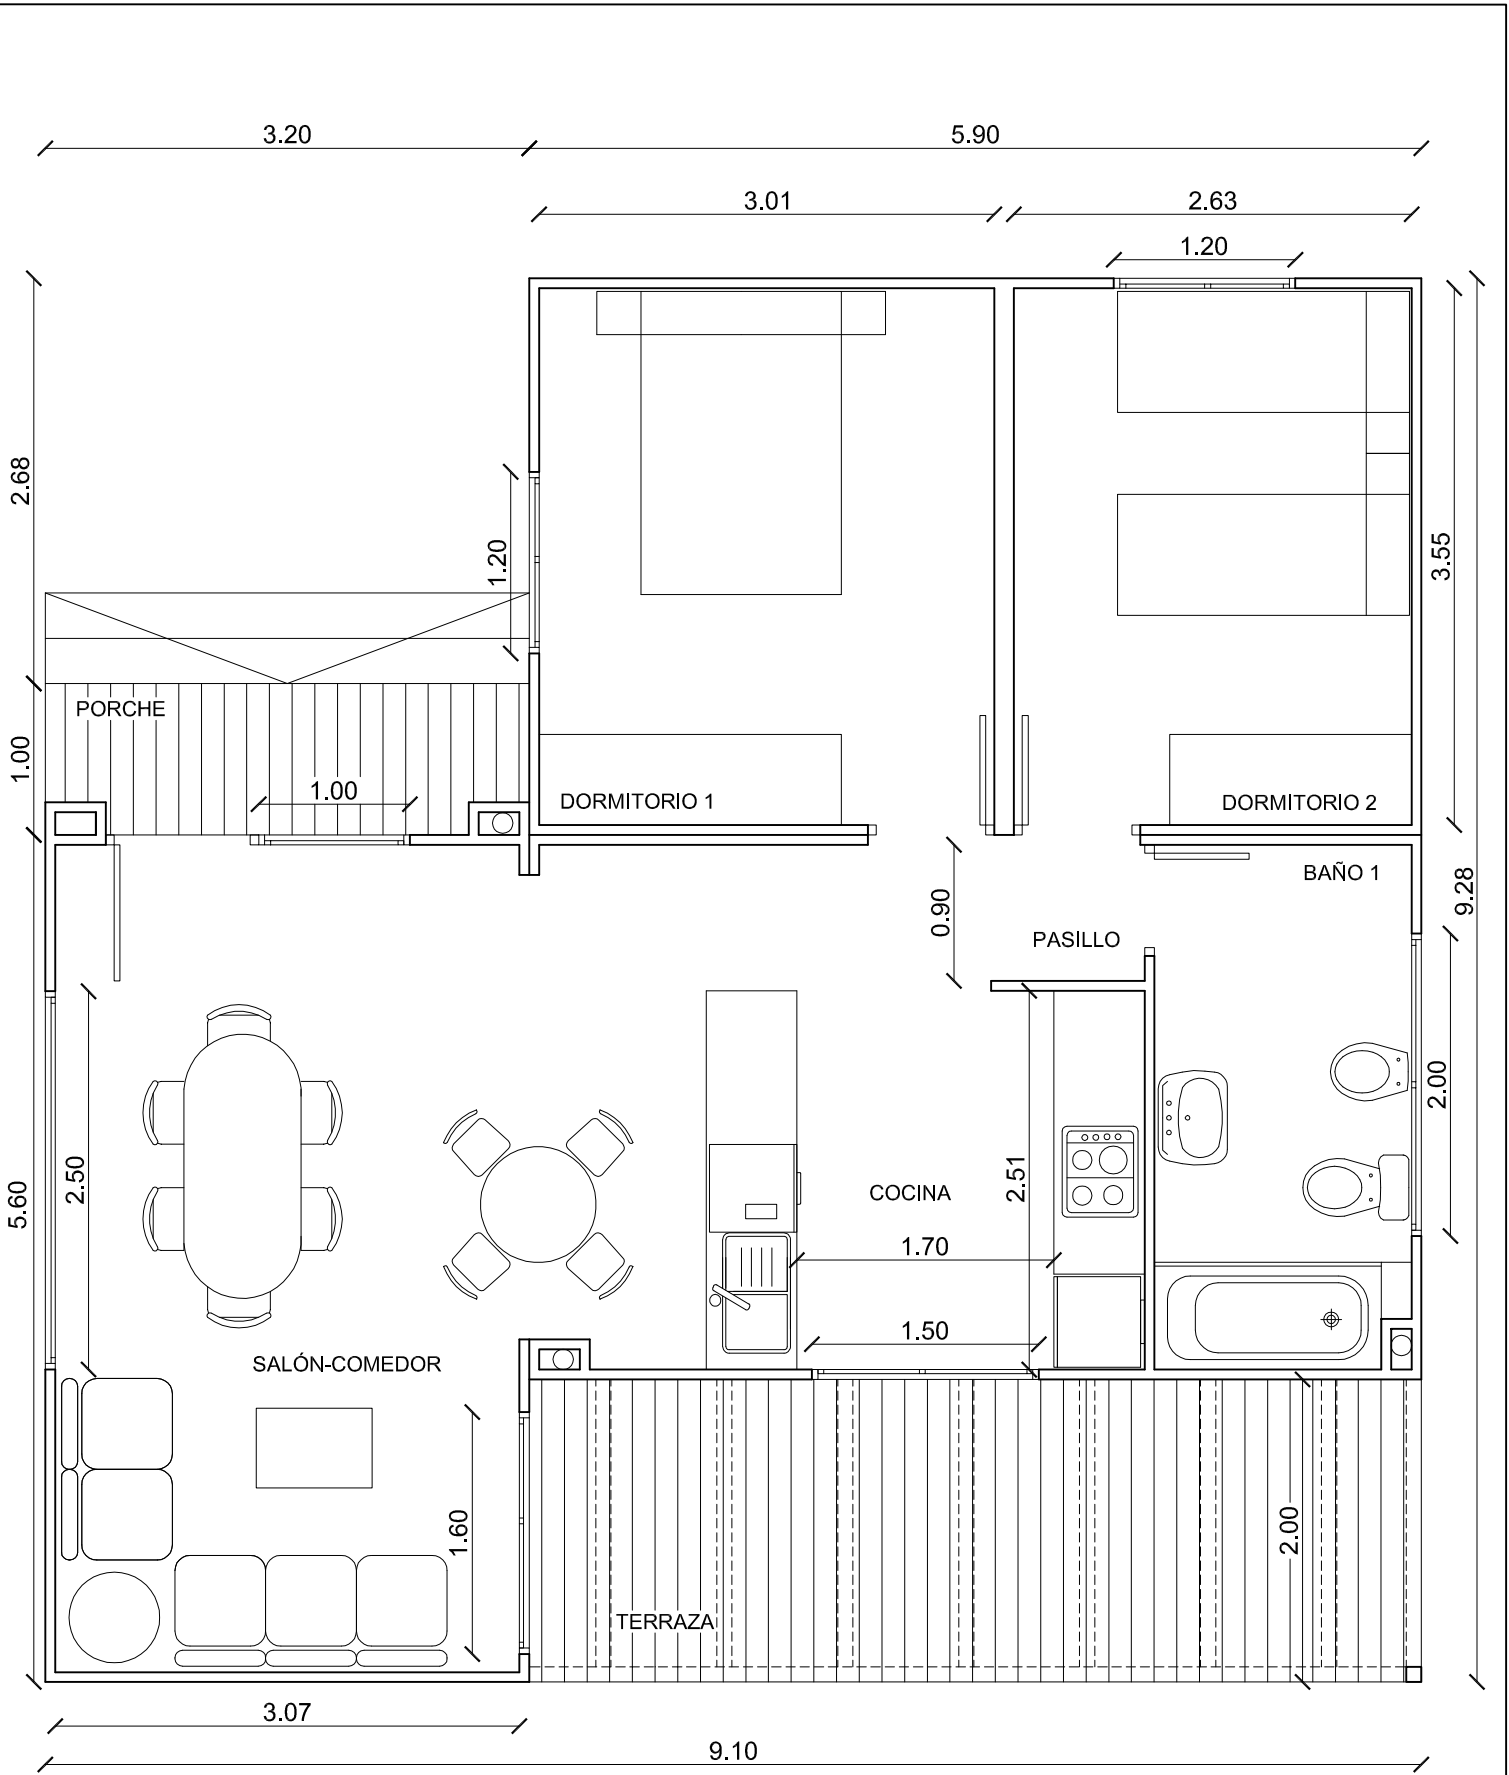 3.20
5.90
3.01
2.63
1.20
2.68
1.20
3.55
PORCHE
1.00
1.00
DORMITORIO 1
DORMITORIO 2
BAÑO 1
9.28
0.90
PASILLO
2.00
2.50
5.60
2.51
COCINA
1.70
1.50
SALÓN-COMEDOR
1.60
2.00
TERRAZA
3.07
9.10